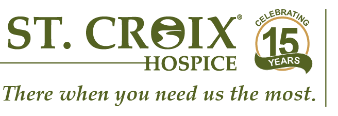 ST. CROIX®
HOSPICE
CELEBRATING
15
YEARS
There when you need us the most.